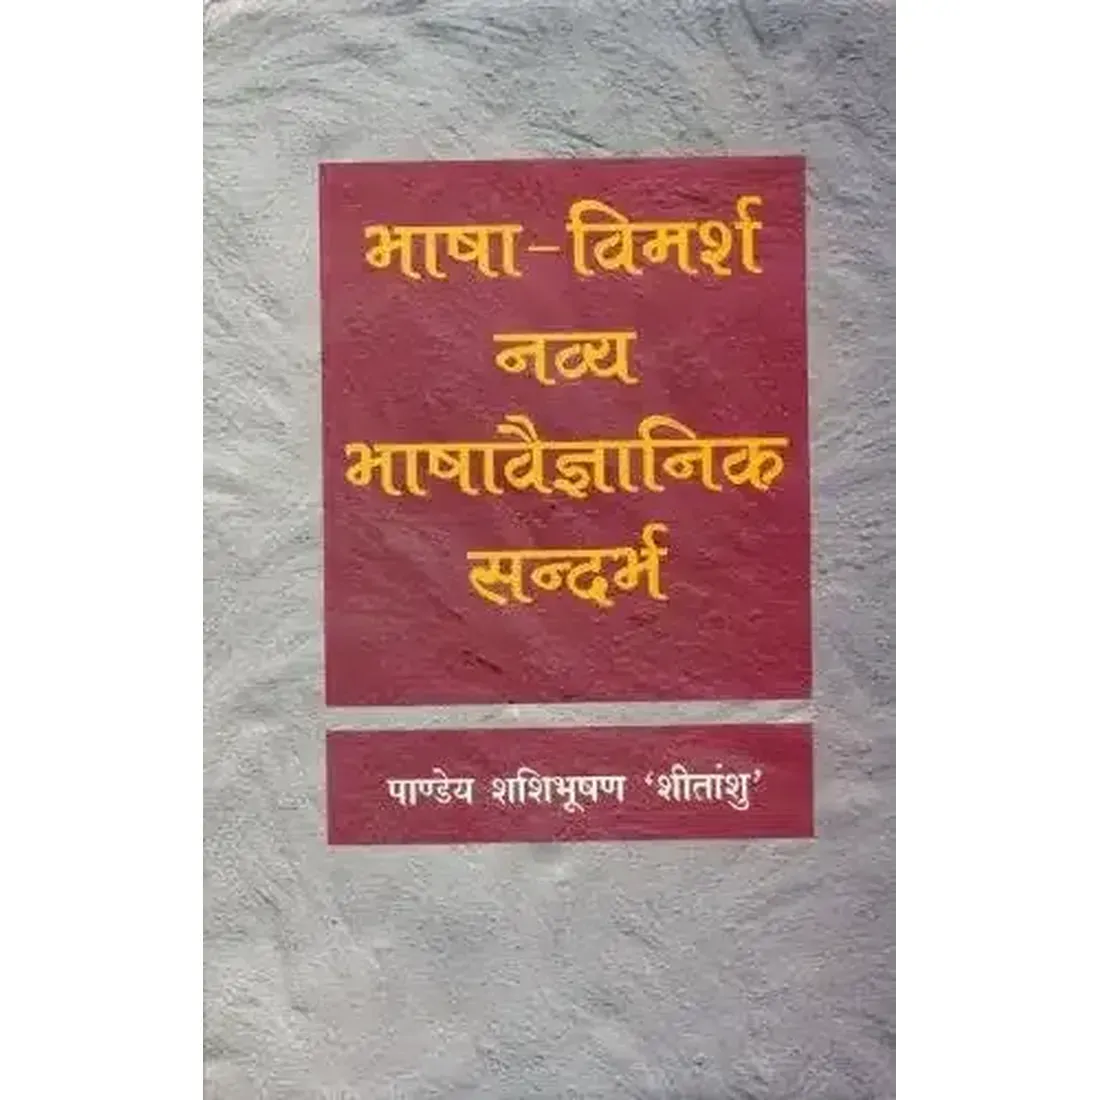 भाषा-विमर्श
नव्य
भाषावैज्ञानिक
सन्दर्भ
पाण्डेय शशिभूषण ‘शीतांशु’